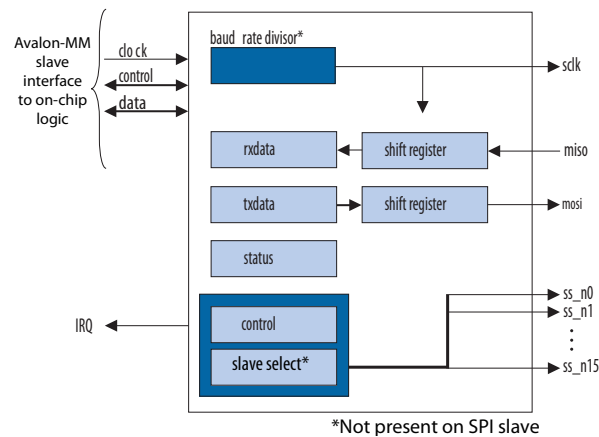 Avalon-MM
slave
interface
to on-chip
logic
clo ck
control
data
baud rate divisor*
sclk
rxdata
shift register
miso
txdata
shift register
mosi
status
IRQ
control
slave select*
ss_n0
ss_n1
ss_n15
*Not present on SPI slave